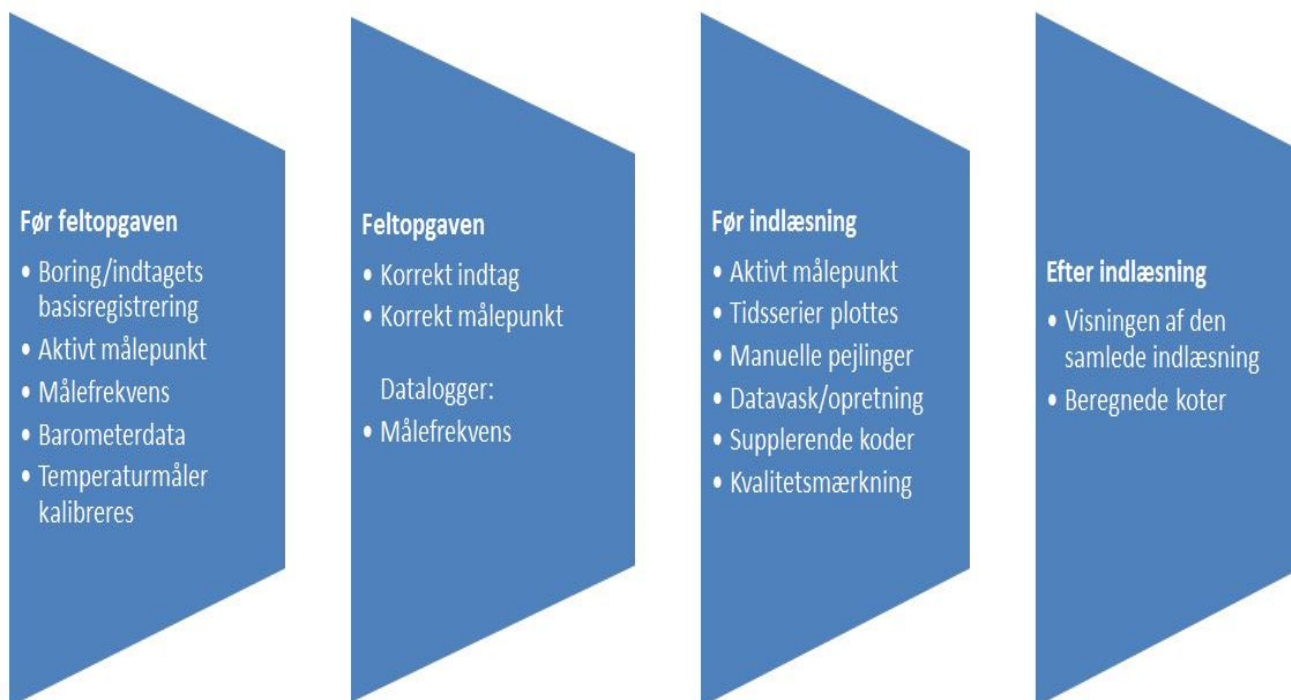 Før feltopgaven
• Boring/indtagets
basisregistrering
• Aktivt målepunkt
• Målefrekvens
• Barometerdata
• Temperaturmåler
kalibreres
Feltopgaven
• Korrekt indtag
• Korrekt målepunkt
Datalogger:
• Målefrekvens
Før indlæsning
• Aktivt målepunkt
• Tidsserier plottes
• Manuelle pejlinger
• Datavask/opretning
• Supplerende koder
• Kvalitetsmærkning
Efter indlæsning
• Visningen af den
samlede indlæsning
• Beregnede koter